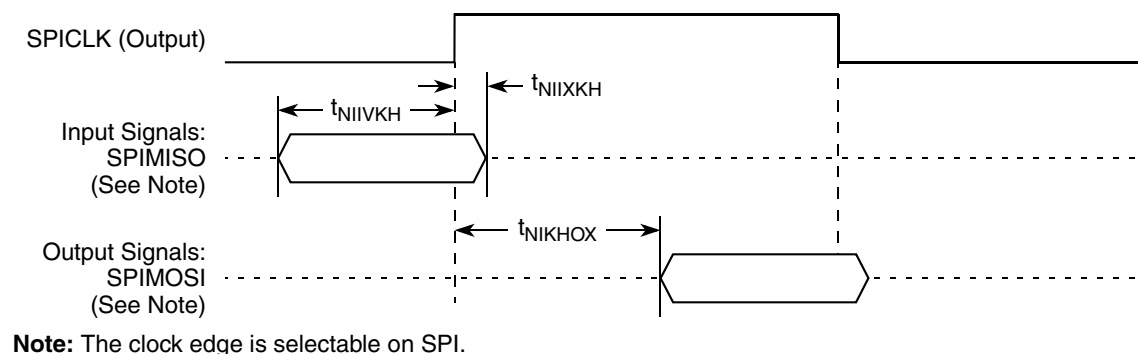 SPICLK (Output)
tNIIXKH
tNIIVKH
Input Signals:
SPIMISO
(See Note)
tNIKHOX
Output Signals:
SPIMOSI
(See Note)
Note: The clock edge is selectable on SPI.